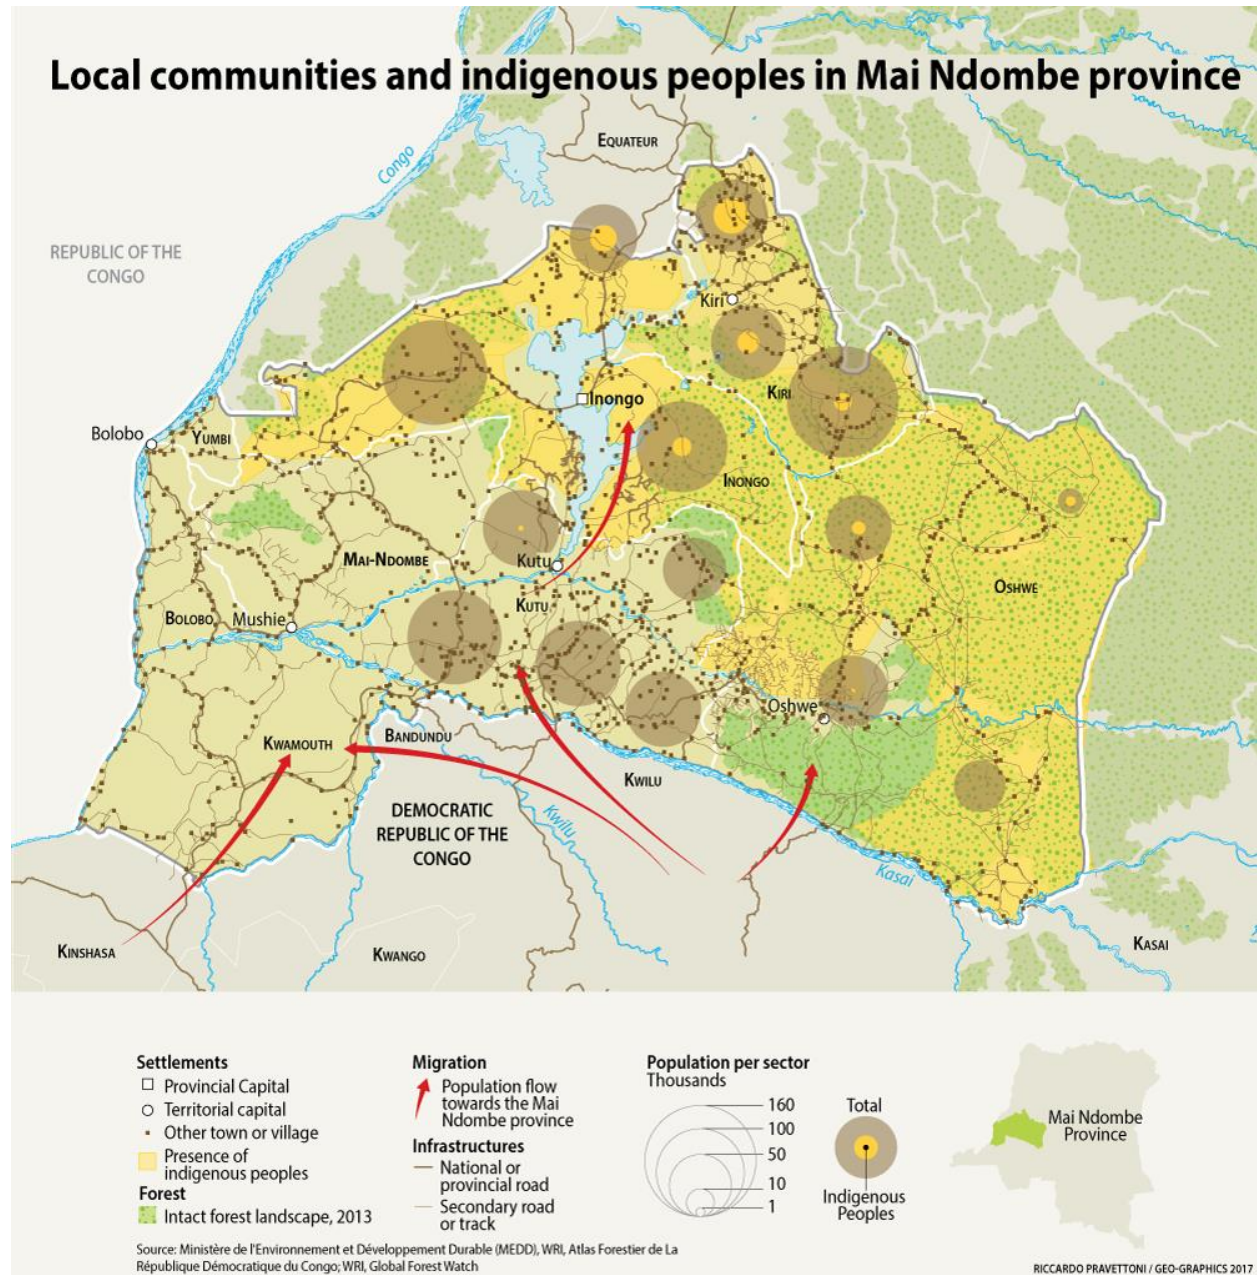 Local communities and indigenous peoples in Mai Ndombe province
EQUATEUR
Congo
REPUBLIC OF THE
CONGO
Kiri
Inongo
KIRI
Bolobo
YUMBI
INONGO
MAI-NDOMBE
Kutu
OSHWE
KUTU
BOLOBO
Mushie
Oshwe
KWAMOUTH
BANDUNDU
KWILU
DEMOCRATIC
REPUBLIC OF THE
CONGO
Kwilu
Kasai
KINSHASA
KWANGO
KASAI
Settlements
Provincial Capital
Territorial capital
Other town or village
Presence of
indigenous peoples
Forest
Intact forest landscape, 2013
Migration
Population flow
towards the Mai
Ndombe province
Infrastructures
National or
provincial road
Secondary road
or track
Population per sector
Thousands
160
100
50
10
1
Total
Indigenous
Peoples
Mai Ndombe
Province
Source: Ministère de l'Environnement et Développement Durable (MEDD), WRI, Atlas Forestier de La
République Démocratique du Congo; WRI, Global Forest Watch
RICCARDO PRAVETTONI / GEO-GRAPHICS 2017